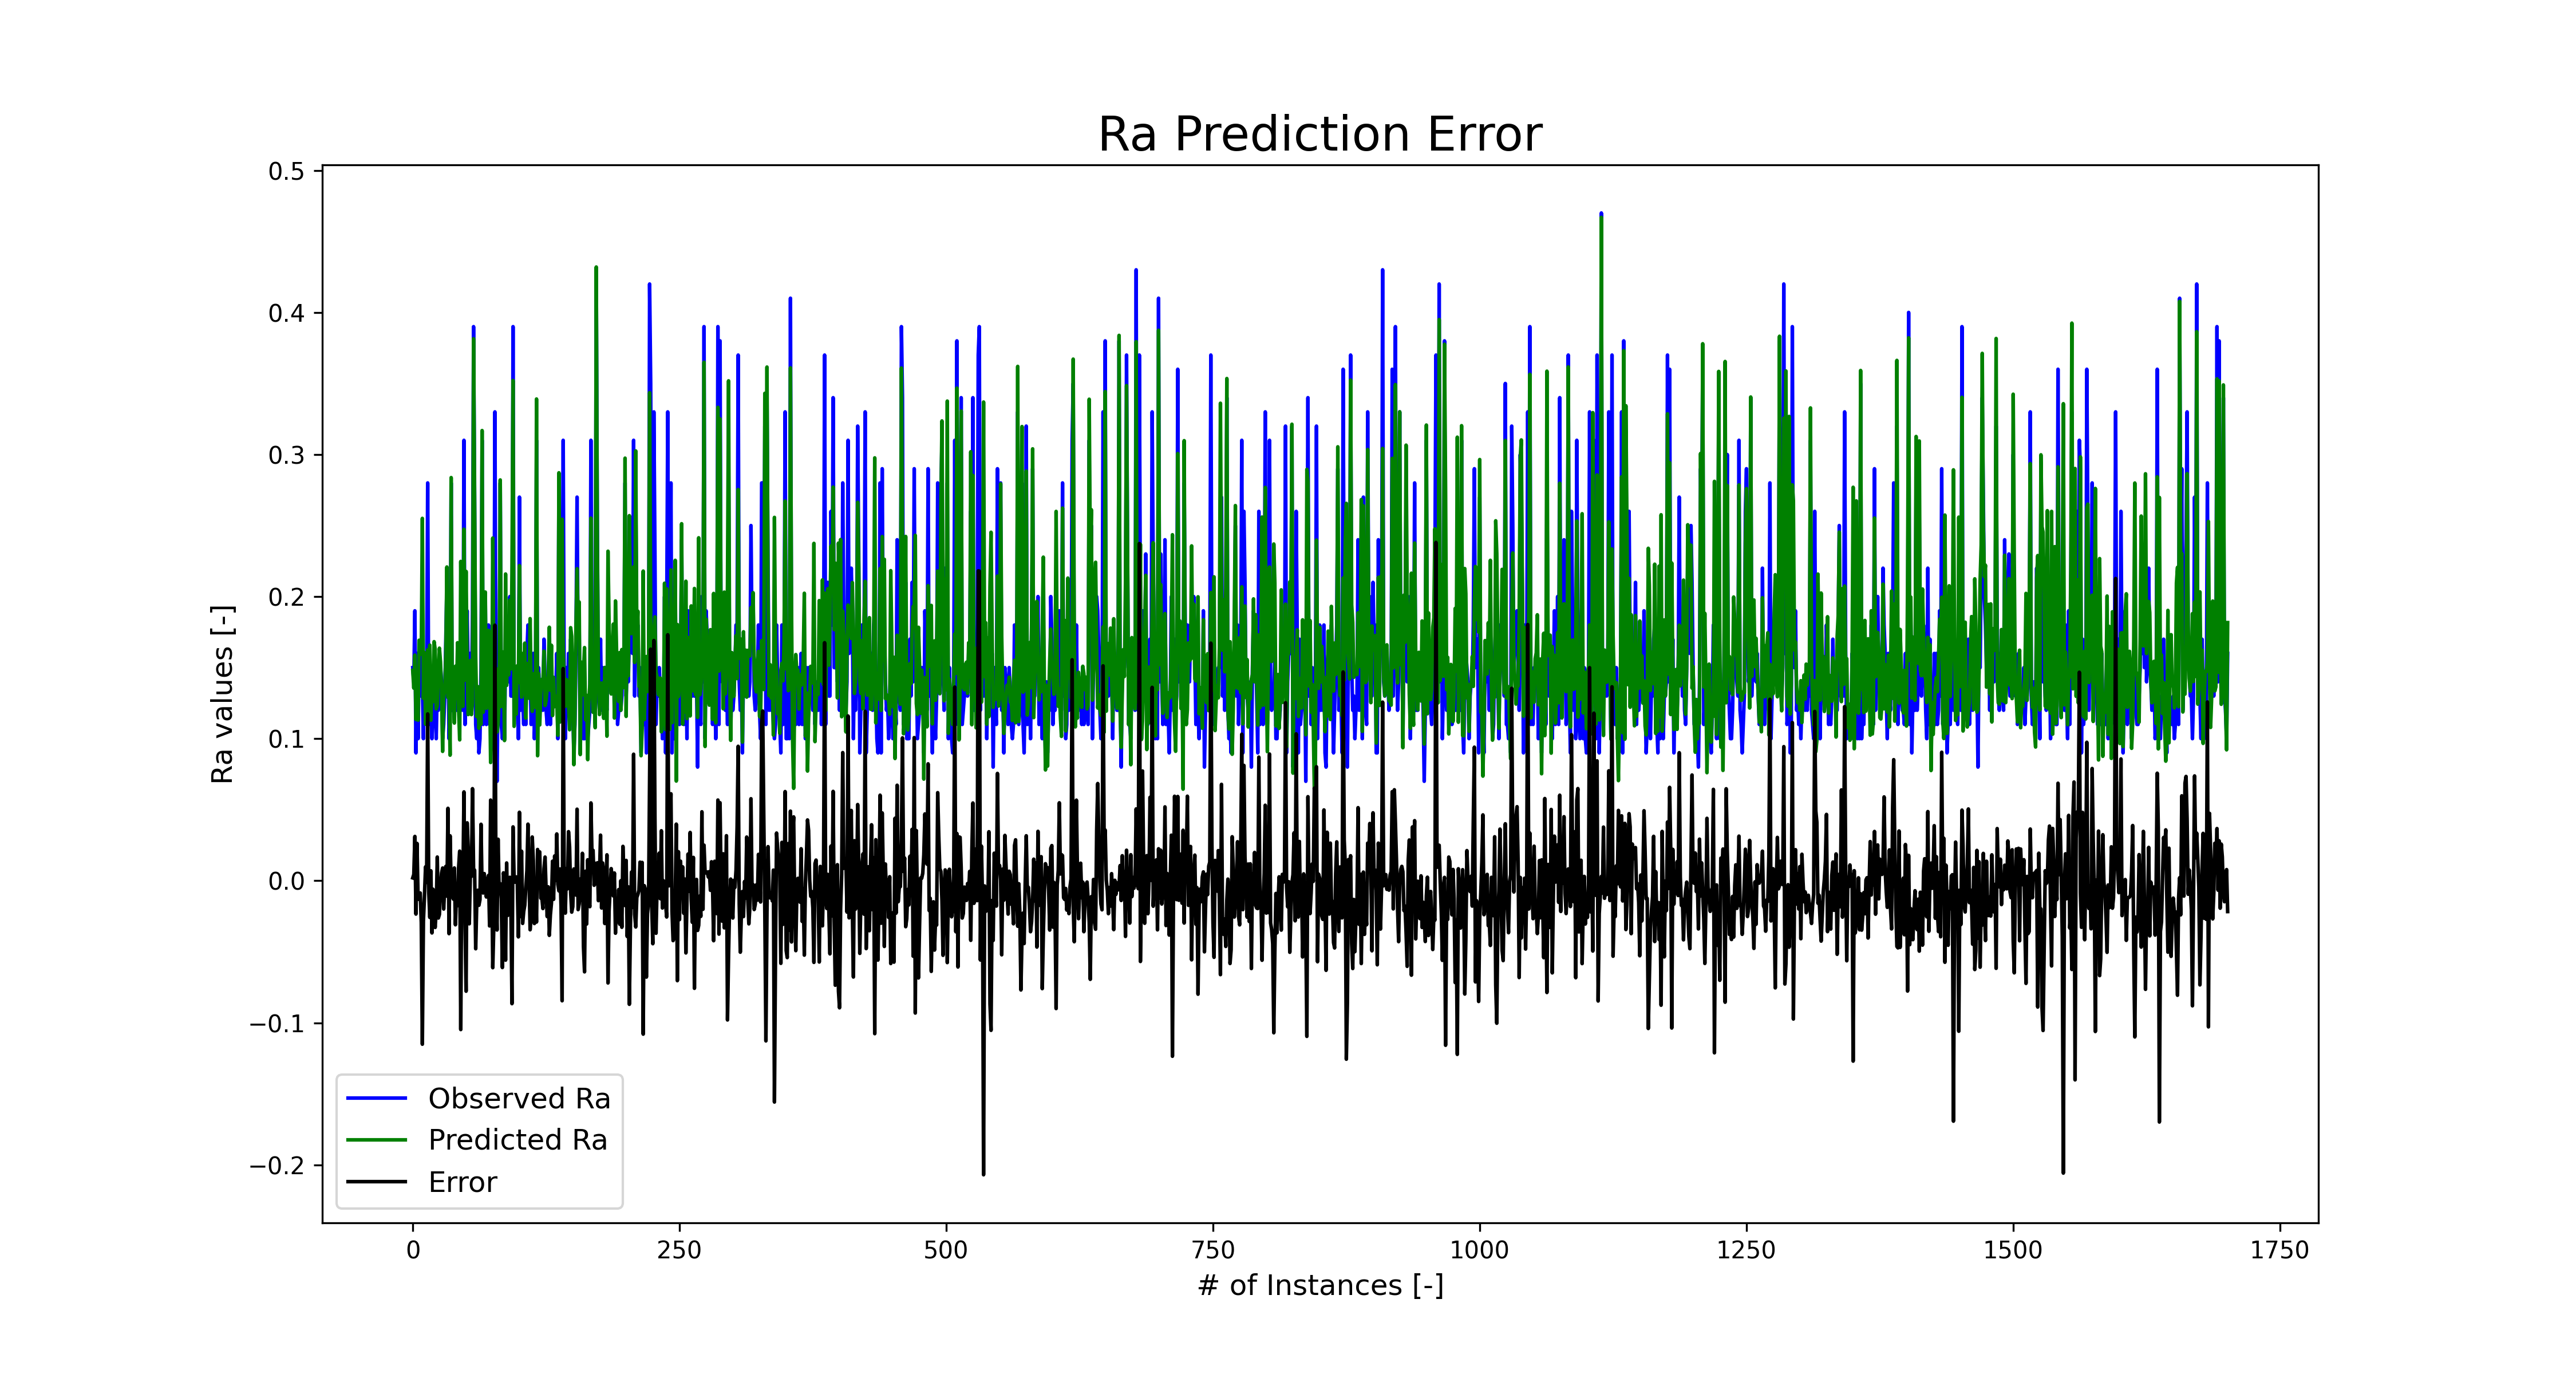 Ra Prediction Error
Ra values [-]
0.5
0.4
0.3
0.2
0.1
0.0
−0.1
−0.2
Observed Ra
Predicted Ra
Error
0 250 500 750 1000 1250 1500 1750
# of Instances [-]